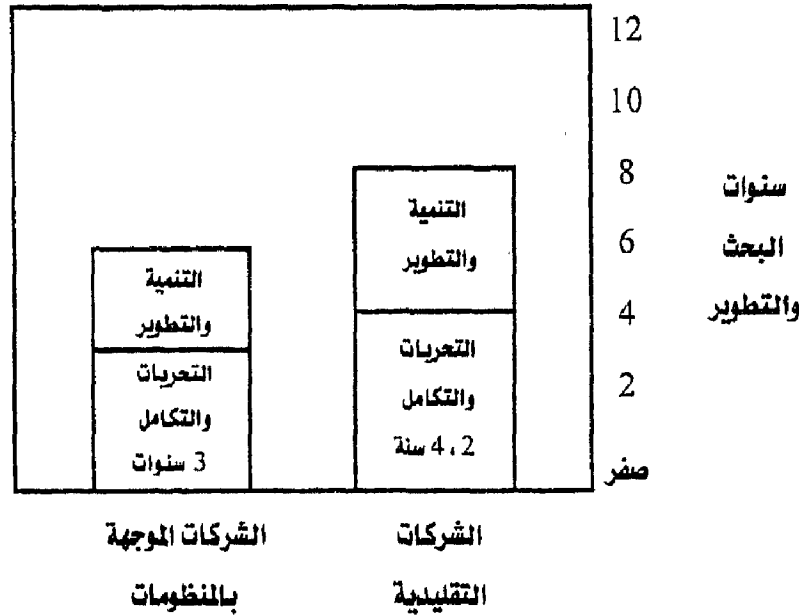 12
10
8
6
4
2
صفر
سنوات
البحث
والتطوير
التنمية
والتطوير
التحريات
والتكامل
4،2 سنة
التنمية
والتطوير
التحريات
والتكامل
3 سنوات
الشركات
التقليدية
الشركات الموجهة
بالمنظومات